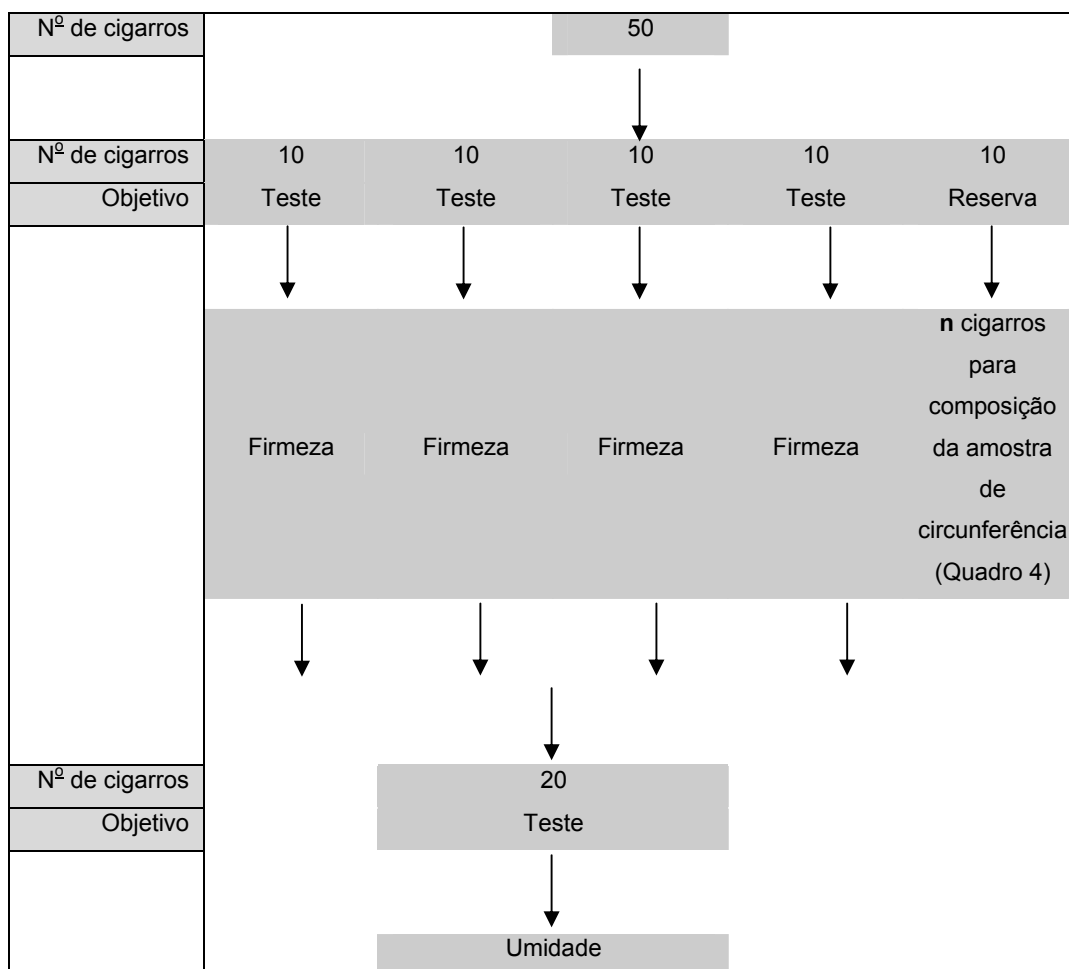 Nº de cigarros 50
Nº de cigarros 10 10 10 10 10
Objetivo Teste Teste Teste Teste Reserva
n cigarros
para
composição
Firmeza Firmeza Firmeza Firmeza da amostra
de
circunferência
(Quadro 4)
Nº de cigarros 20
Objetivo Teste
Umidade